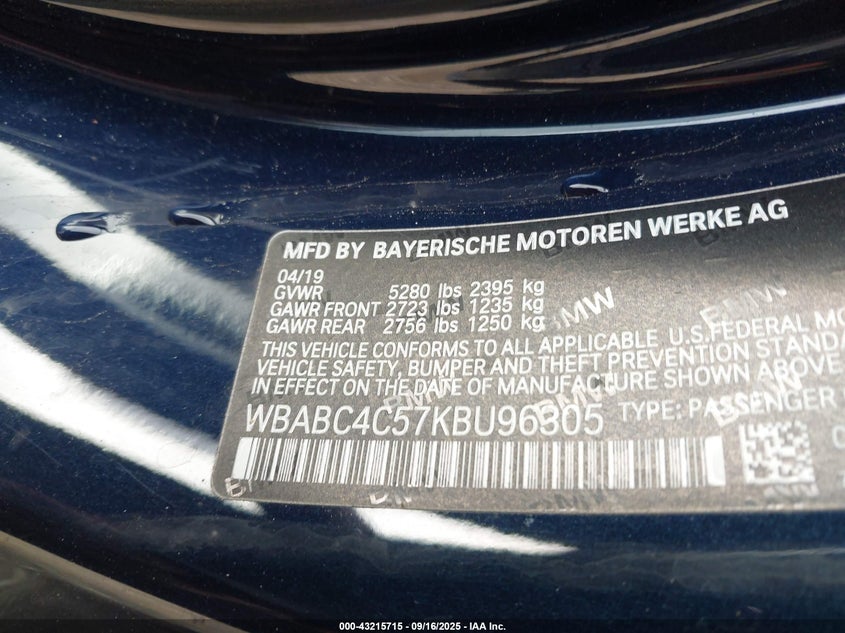 MFD BY BAYERISCHE MOTOREN WERKE AG
04/19
GVWR 5280 lbs 2395 kg
GAWR FRONT 2723 lbs 1235 kg
GAWR REAR 2756 lbs 1250 kg
THIS VEHICLE CONFORMS TO ALL APPLICABLE U.S.FEDERAL MO
VEHICLE SAFETY, BUMPER AND THEFT PREVENTION STANDA
IN EFFECT ON THE DATE OF MANUFACTURE SHOWN ABOVE
WBABC4C57KBU96305 TYPE: PASSENGER
000-43215715 - 09/16/2025 - IAA Inc.